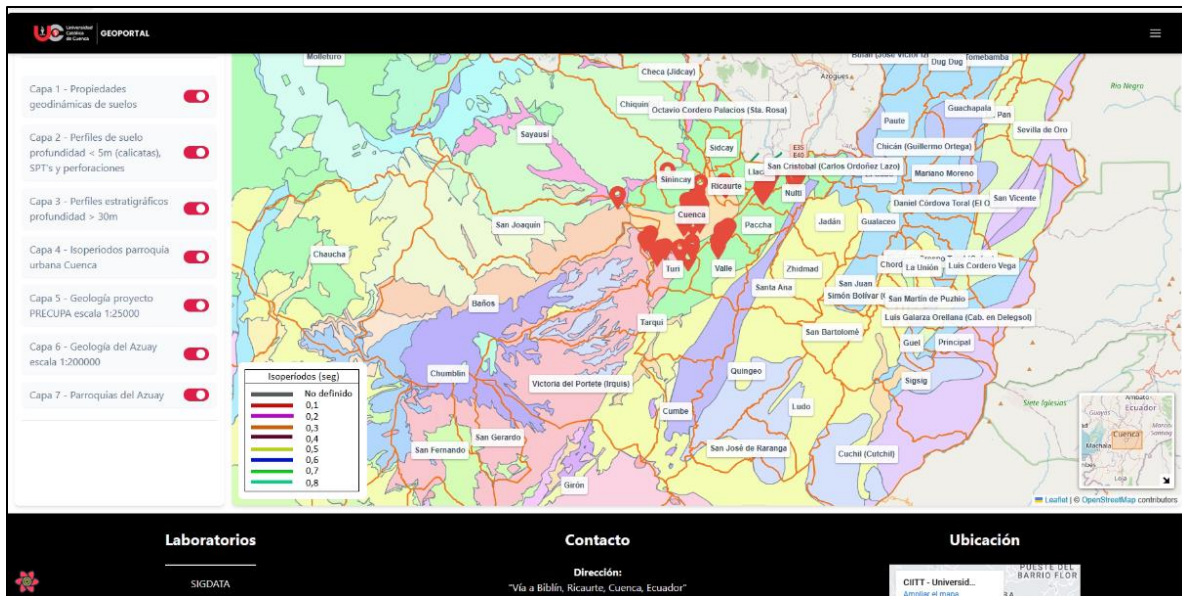 Universidad
Católica
de Cuenca
GEOPORTAL
Capa 1 - Propiedades
geodinámicas de suelos
Capa 2 - Perfiles de suelo
profundidad < 5m (calicatas),
SPT's y perforaciones
Capa 3 - Perfiles estratigráficos
profundidad > 30m
Capa 4 - Isoperiodos parroquia
urbana Cuenca
Capa 5 - Geología proyecto
PRECUPA escala 1:25000
Capa 6 - Geología del Azuay
escala 1:200000
Capa 7 - Parroquias del Azuay
Molleturo
Checa (Jidcay)
Azogues
Dug Dug
Tomebamba
Rio Negro
Chiquin
Octavio Cordero Palacios (Sta. Rosa)
Guachapala
Pan
Sayausí
Paute
Sevilla de Oro
Sidcay
E35
Chicán (Guillermo Ortega)
San Cristobal (Carlos Ordoñez Lazo)
Sinincay
Ricaurte
Llac
Mariano Moreno
Nulti
Daniel Córdova Toral (El O
San Vicente
Cuenca
San Joaquin
Paccha
Jadán
Gualaceo
Chaucha
Turi
Valle
Zhidmad
Chord
La Unión
Luis Cordero Vega
Santa Ana
San Juan
Simón Bolívar (
San Martín de Puzhio
Baños
Luis Galarza Orellana (Cab. en Delegsol)
Tarqui
San Bartolomé
Guel
Principal
Chumblin
Victoria del Portete (Irquis)
Quingeo
Sigsig
Siete Iglesias
Cumbe
Ludo
San Gerardo
San Fernando
San José de Raranga
Cuchil (Cutchil)
Girón
Isoperíodos (seg)
No definido
0,1
0,2
0,3
0,4
0,5
0,6
0,7
0,8
Ambato
Guayas
Ecuador
Machala
Cuenca
Loja
Leaflet | © OpenStreetMap contributors
Laboratorios
Contacto
Ubicación
SIGDATA
Dirección:
"Vía a Biblín, Ricaurte, Cuenca, Ecuador"
PUESTE DEL
BARRIO FLOR
CIITT - Universid...
Ampliar el mapa